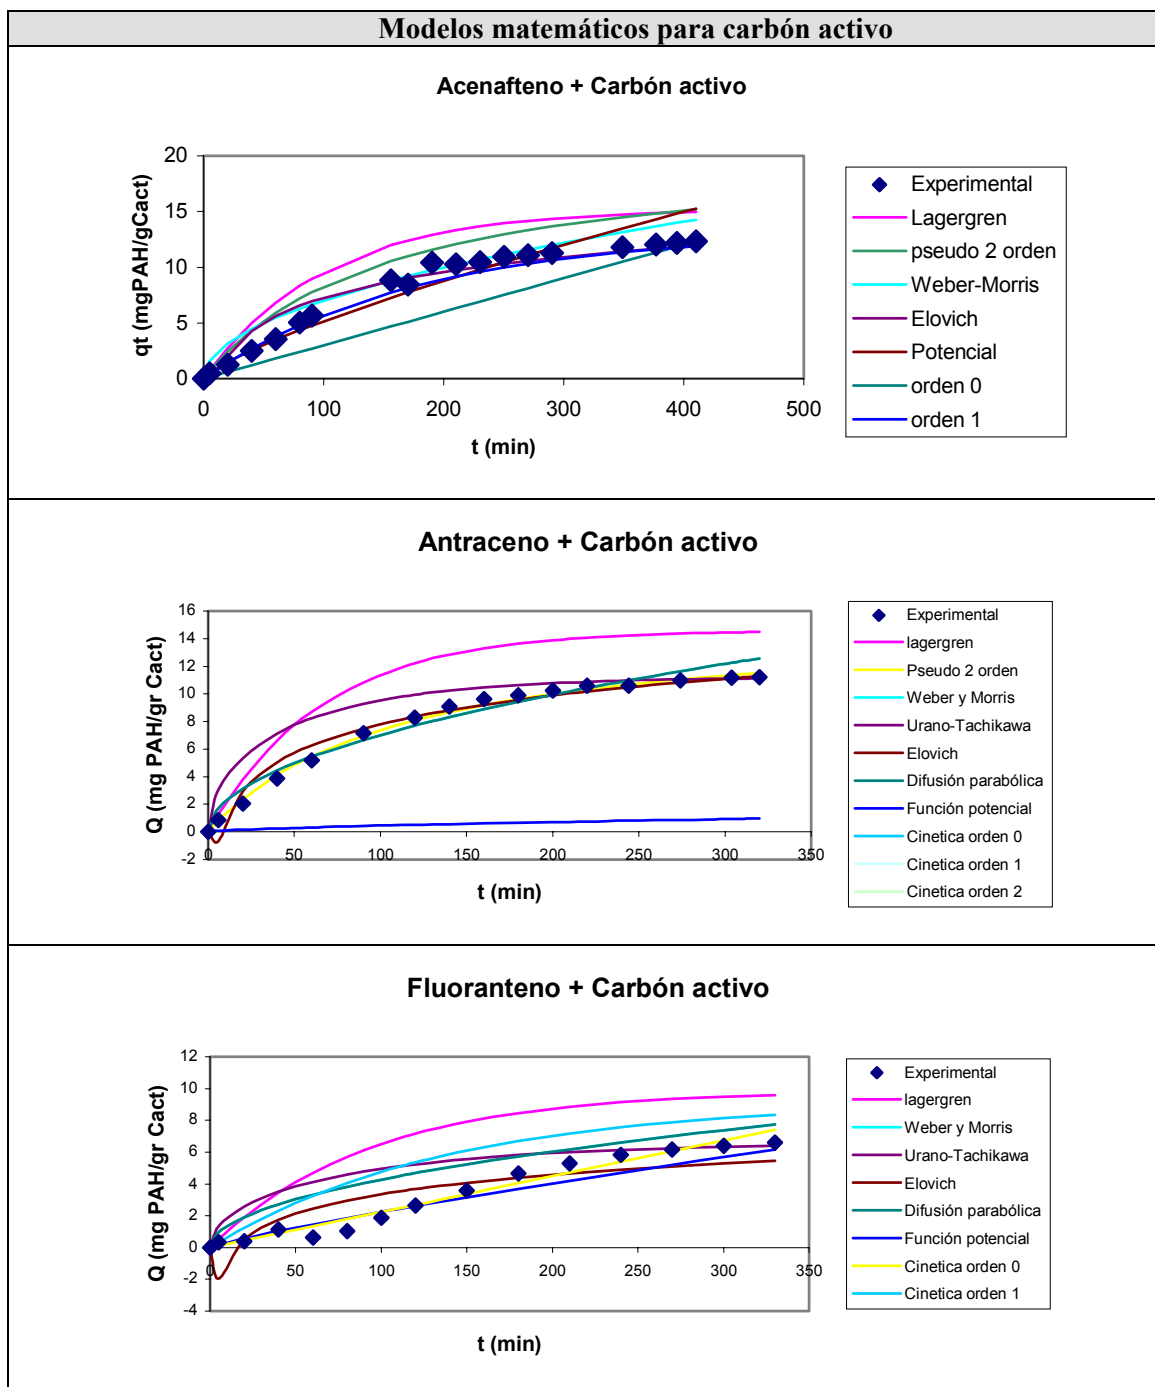 Modelos matemáticos para carbón activo
Acenafteno + Carbón activo
qt (mgPAH/gCact)
20
15
10
5
0
0 100 200 300 400 500
t (min)
Experimental
Lagergren
pseudo 2 orden
Weber-Morris
Elovich
Potencial
orden 0
orden 1
Antraceno + Carbón activo
Q (mg PAH/gr Cact)
16
14
12
10
8
6
4
2
0
-2
0 50 100 150 200 250 300 350
t (min)
Experimental
lagergren
Pseudo 2 orden
Weber y Morris
Urano-Tachikawa
Elovich
Difusión parabólica
Función potencial
Cinetica orden 0
Cinetica orden 1
Cinetica orden 2
Fluoranteno + Carbón activo
Q (mg PAH/gr Cact)
12
10
8
6
4
2
0
-2
-4
0 50 100 150 200 250 300 350
t (min)
Experimental
lagergren
Weber y Morris
Urano-Tachikawa
Elovich
Difusión parabólica
Función potencial
Cinetica orden 0
Cinetica orden 1